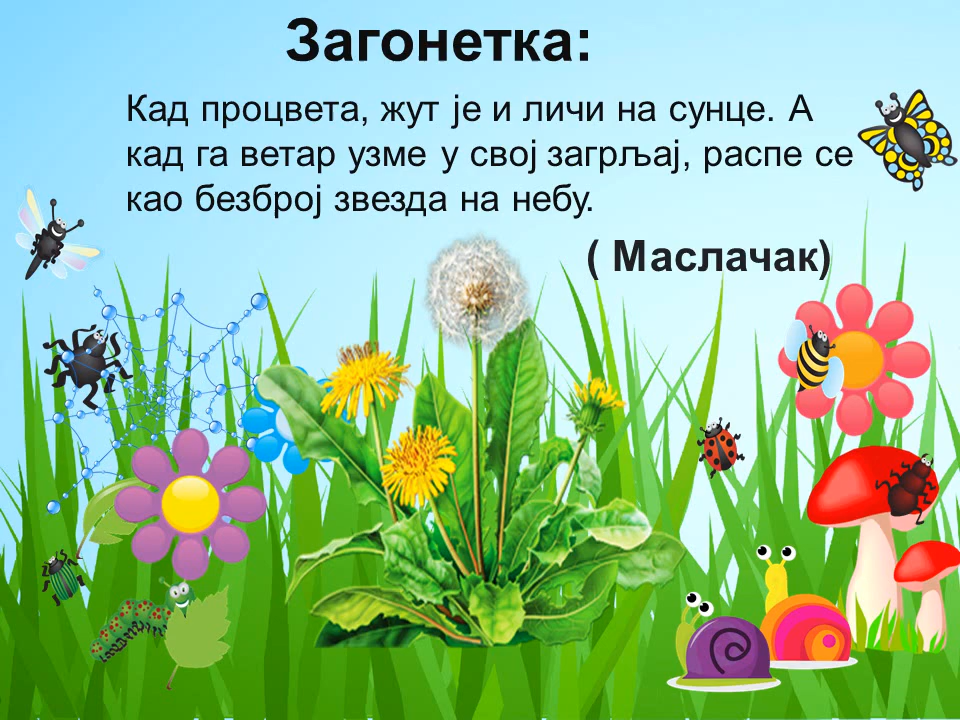 Загонетка:
Кад процвета, жут је и личи на сунце. А
кад га ветар узме у свој загрљај, распе се
као безброј звезда на небу.
( Маслачак)